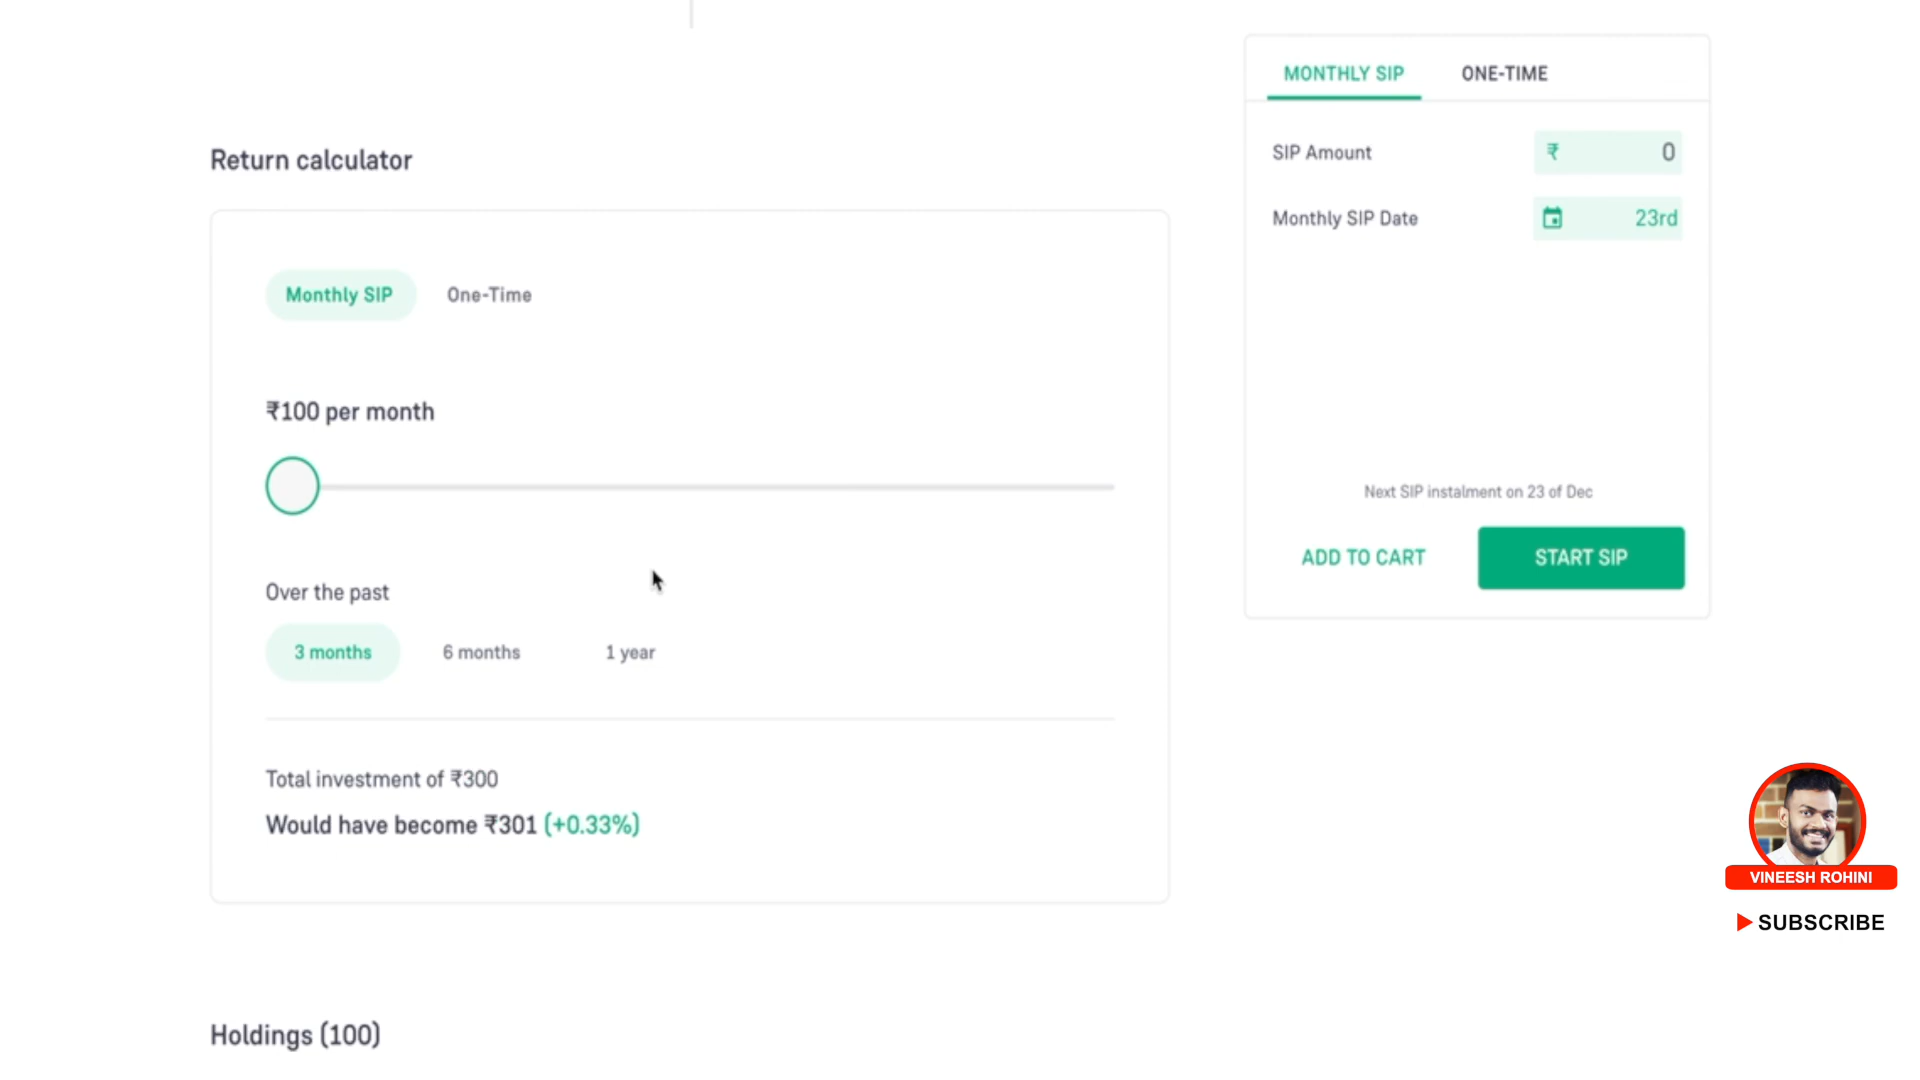 Return calculator
Monthly SIP One-Time
₹100 per month
Over the past
3 months 6 months 1 year
Total investment of ₹300
Would have become ₹301 (+0.33%)
Holdings (100)
MONTHLY SIP ONE-TIME
SIP Amount ₹ 0
Monthly SIP Date 23rd
Next SIP instalment on 23 of Dec
ADD TO CART START SIP
VINEESH ROHINI
SUBSCRIBE